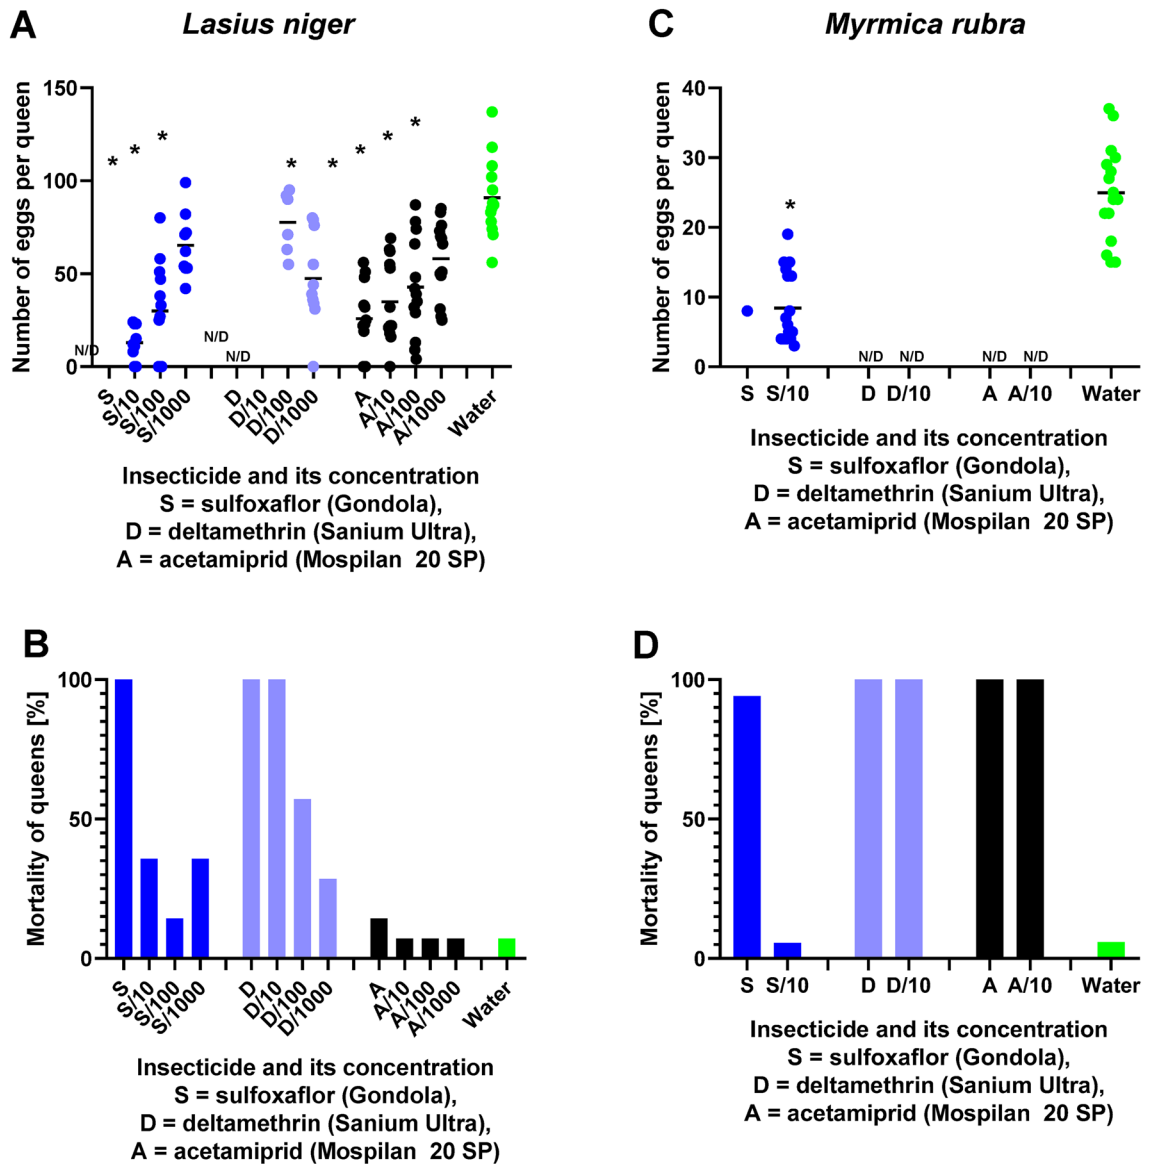 A
Lasius niger
Number of eggs per queen
150
100
50
0
*
*
*
*
*
*
*
*
N/D
N/D
N/D
S
S/10
S/100
S/1000
D
D/10
D/100
D/1000
A
A/10
A/100
A/1000
Water
Insecticide and its concentration
S = sulfoxaflor (Gondola),
D = deltamethrin (Sanium Ultra),
A = acetamiprid (Mospilan 20 SP)
C
Myrmica rubra
Number of eggs per queen
40
30
20
10
0
*
N/D
N/D
N/D
N/D
S
S/10
D
D/10
A
A/10
Water
Insecticide and its concentration
S = sulfoxaflor (Gondola),
D = deltamethrin (Sanium Ultra),
A = acetamiprid (Mospilan 20 SP)
B
Mortality of queens [%]
100
50
0
S
S/10
S/100
S/1000
D
D/10
D/100
D/1000
A
A/10
A/100
A/1000
Water
Insecticide and its concentration
S = sulfoxaflor (Gondola),
D = deltamethrin (Sanium Ultra),
A = acetamiprid (Mospilan 20 SP)
D
Mortality of queens [%]
100
50
0
S
S/10
D
D/10
A
A/10
Water
Insecticide and its concentration
S = sulfoxaflor (Gondola),
D = deltamethrin (Sanium Ultra),
A = acetamiprid (Mospilan 20 SP)